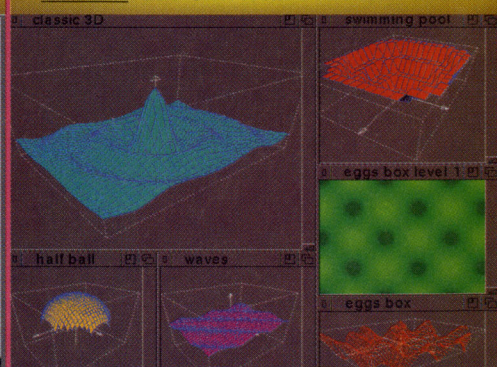 classic 3D
swimming pool
eggs box level 1
half ball
waves
eggs box